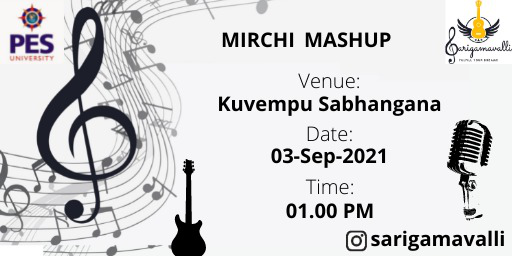 PES
UNIVERSITY
Sarigamavalli
MIRCHI MASHUP
Venue:
Kuvempu Sabhangana
Date:
03-Sep-2021
Time:
01.00 PM
sarigamavalli